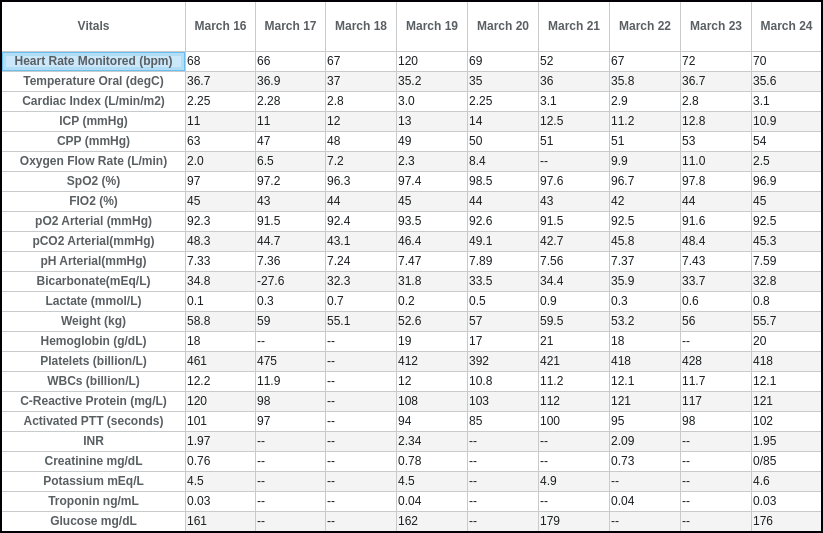 Vitals March 16 March 17 March 18 March 19 March 20 March 21 March 22 March 23 March 24
Heart Rate Monitored (bpm) 68 66 67 120 69 52 67 72 70
Temperature Oral (degC) 36.7 36.9 37 35.2 35 36 35.8 36.7 35.6
Cardiac Index (L/min/m2) 2.25 2.28 2.8 3.0 2.25 3.1 2.9 2.8 3.1
ICP (mmHg) 11 11 12 13 14 12.5 11.2 12.8 10.9
CPP (mmHg) 63 47 48 49 50 51 51 53 54
Oxygen Flow Rate (L/min) 2.0 6.5 7.2 2.3 8.4 -- 9.9 11.0 2.5
SpO2 (%) 97 97.2 96.3 97.4 98.5 97.6 96.7 97.8 96.9
FIO2 (%) 45 43 44 45 44 43 42 44 45
pO2 Arterial (mmHg) 92.3 91.5 92.4 93.5 92.6 91.5 92.5 91.6 92.5
pCO2 Arterial(mmHg) 48.3 44.7 43.1 46.4 49.1 42.7 45.8 48.4 45.3
pH Arterial(mmHg) 7.33 7.36 7.24 7.47 7.89 7.56 7.37 7.43 7.59
Bicarbonate(mEq/L) 34.8 -27.6 32.3 31.8 33.5 34.4 35.9 33.7 32.8
Lactate (mmol/L) 0.1 0.3 0.7 0.2 0.5 0.9 0.3 0.6 0.8
Weight (kg) 58.8 59 55.1 52.6 57 59.5 53.2 56 55.7
Hemoglobin (g/dL) 18 -- -- 19 17 21 18 -- 20
Platelets (billion/L) 461 475 -- 412 392 421 418 428 418
WBCs (billion/L) 12.2 11.9 -- 12 10.8 11.2 12.1 11.7 12.1
C-Reactive Protein (mg/L) 120 98 -- 108 103 112 121 117 121
Activated PTT (seconds) 101 97 -- 94 85 100 95 98 102
INR 1.97 -- -- 2.34 -- -- 2.09 -- 1.95
Creatinine mg/dL 0.76 -- -- 0.78 -- -- 0.73 -- 0/85
Potassium mEq/L 4.5 -- -- 4.5 -- 4.9 -- -- 4.6
Troponin ng/mL 0.03 -- -- 0.04 -- -- 0.04 -- 0.03
Glucose mg/dL 161 -- -- 162 -- 179 -- -- 176